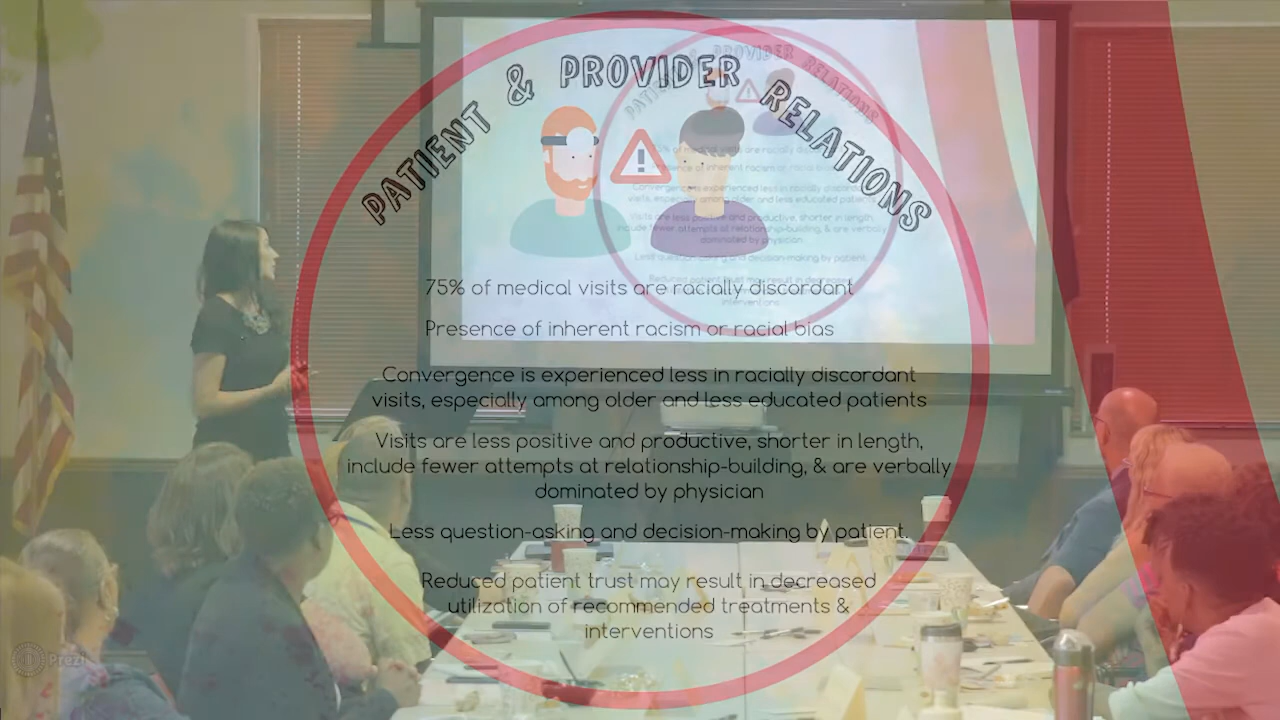 PATIENT & PROVIDER RELATIONS
75% of medical visits are racially discordant
Presence of inherent racism or racial bias
Convergence is experienced less in racially discordant
visits, especially among older and less educated patients
Visits are less positive and productive, shorter in length,
include fewer attempts at relationship-building, & are verbally
dominated by physician
Less question-asking and decision-making by patient.
Reduced patient trust may result in decreased
utilization of recommended treatments &
interventions
Prezi